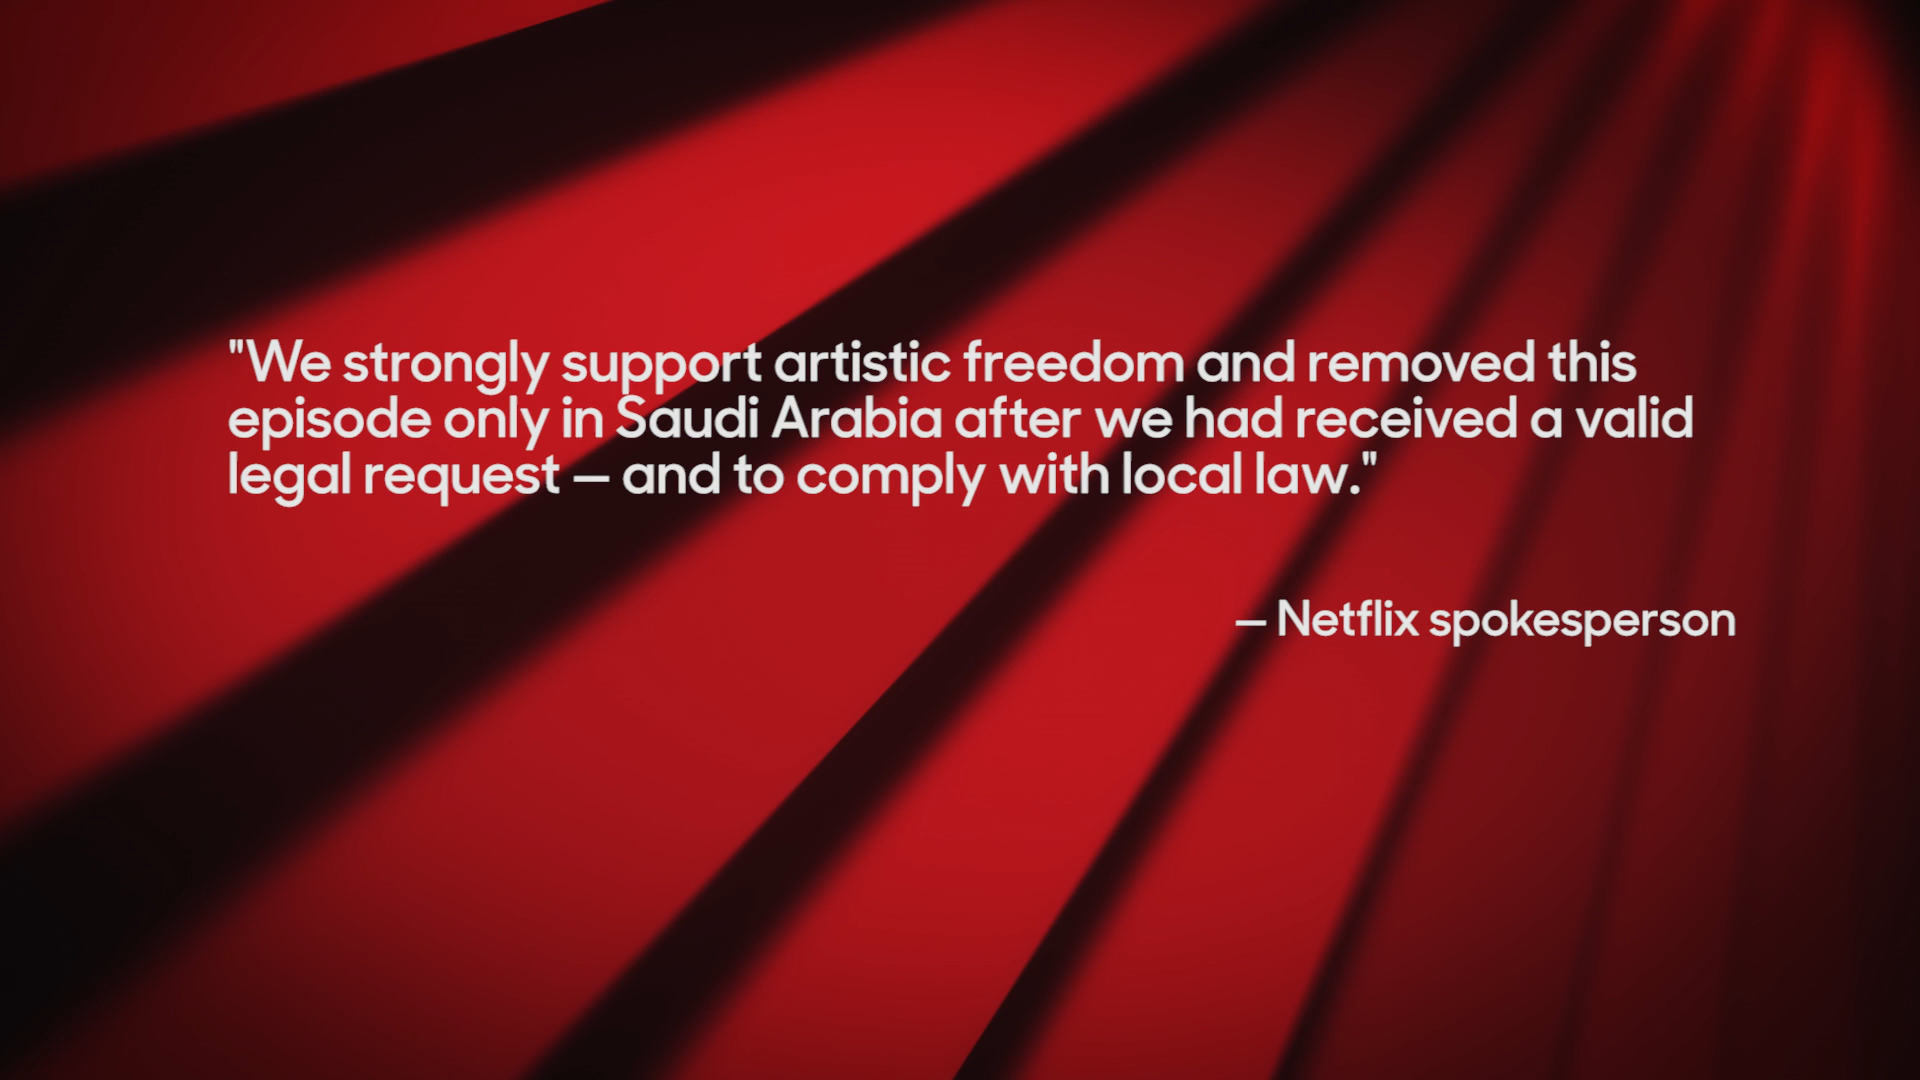 "We strongly support artistic freedom and removed this
episode only in Saudi Arabia after we had received a valid
legal request — and to comply with local law."
— Netflix spokesperson